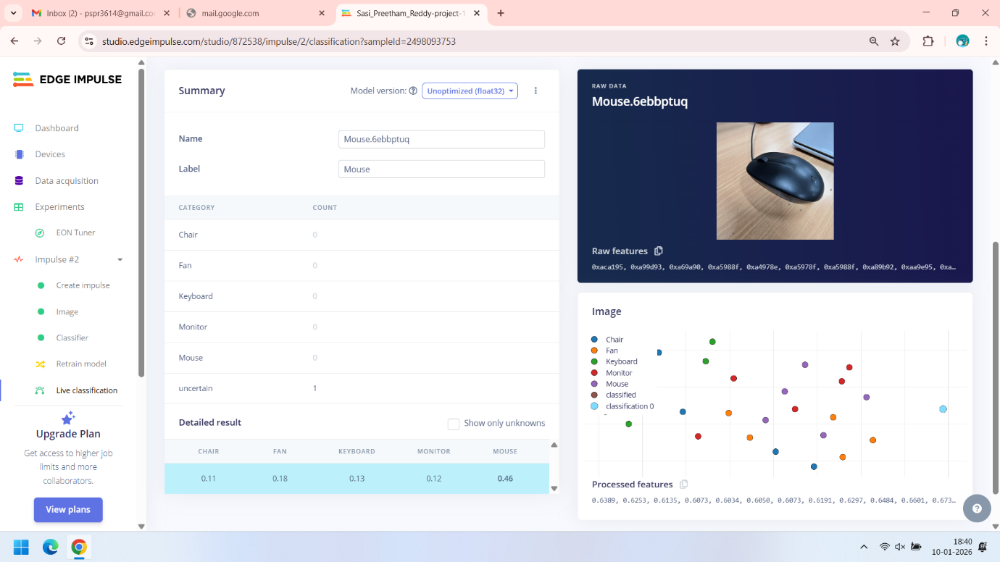 Inbox (2) - pspr3614@gmail.co
mail.google.com
Sasi_Preetham_Reddy-project-1
studio.edgeimpulse.com/studio/872538/impulse/2/classification?sampleId=2498093753
EDGE IMPULSE
Dashboard
Devices
Data acquisition
Experiments
EON Tuner
Impulse #2
Create impulse
Image
Classifier
Retrain model
Live classification
Upgrade Plan
Get access to higher job
limits and more
collaborators.
View plans
Summary
Model version: ? Unoptimized (float32)
Name Mouse.6ebbptuq
Label Mouse
CATEGORY COUNT
Chair 0
Fan 0
Keyboard 0
Monitor 0
Mouse 0
uncertain 1
Detailed result Show only unknowns
CHAIR FAN KEYBOARD MONITOR MOUSE
0.11 0.18 0.13 0.12 0.46
RAW DATA
Mouse.6ebbptuq
Raw features
0xaca195, 0xa99d93, 0xa69a90, 0xa5988f, 0xa4978e, 0xa5978f, 0xa5988f, 0xa89b92, 0xaa9e95, 0xa…
Image
Chair
Fan
Keyboard
Monitor
Mouse
classified
classification 0
Processed features
0.6389, 0.6253, 0.6135, 0.6073, 0.6034, 0.6050, 0.6073, 0.6191, 0.6297, 0.6484, 0.6601, 0.673…
?
18:40
10-01-2026